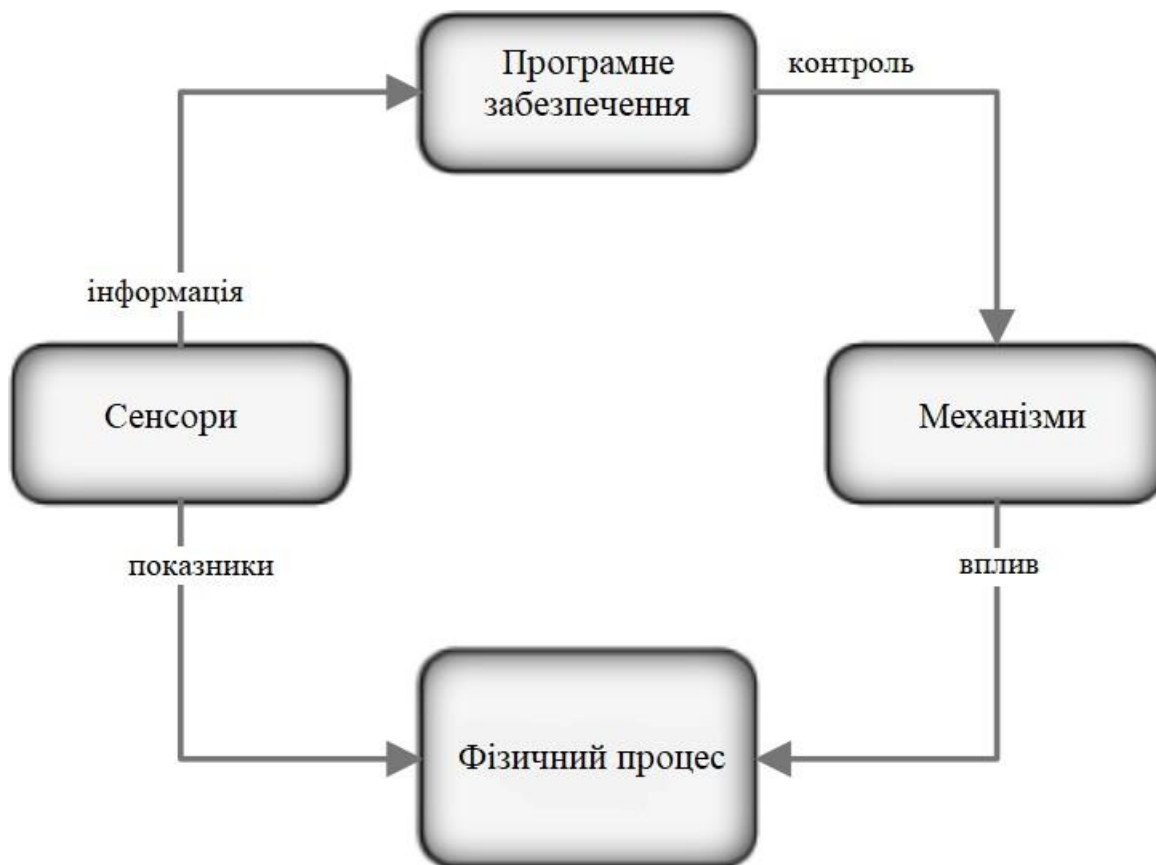 Програмне
забезпечення
контроль
інформація
Сенсори
Механізми
показники
вплив
Фізичний процес